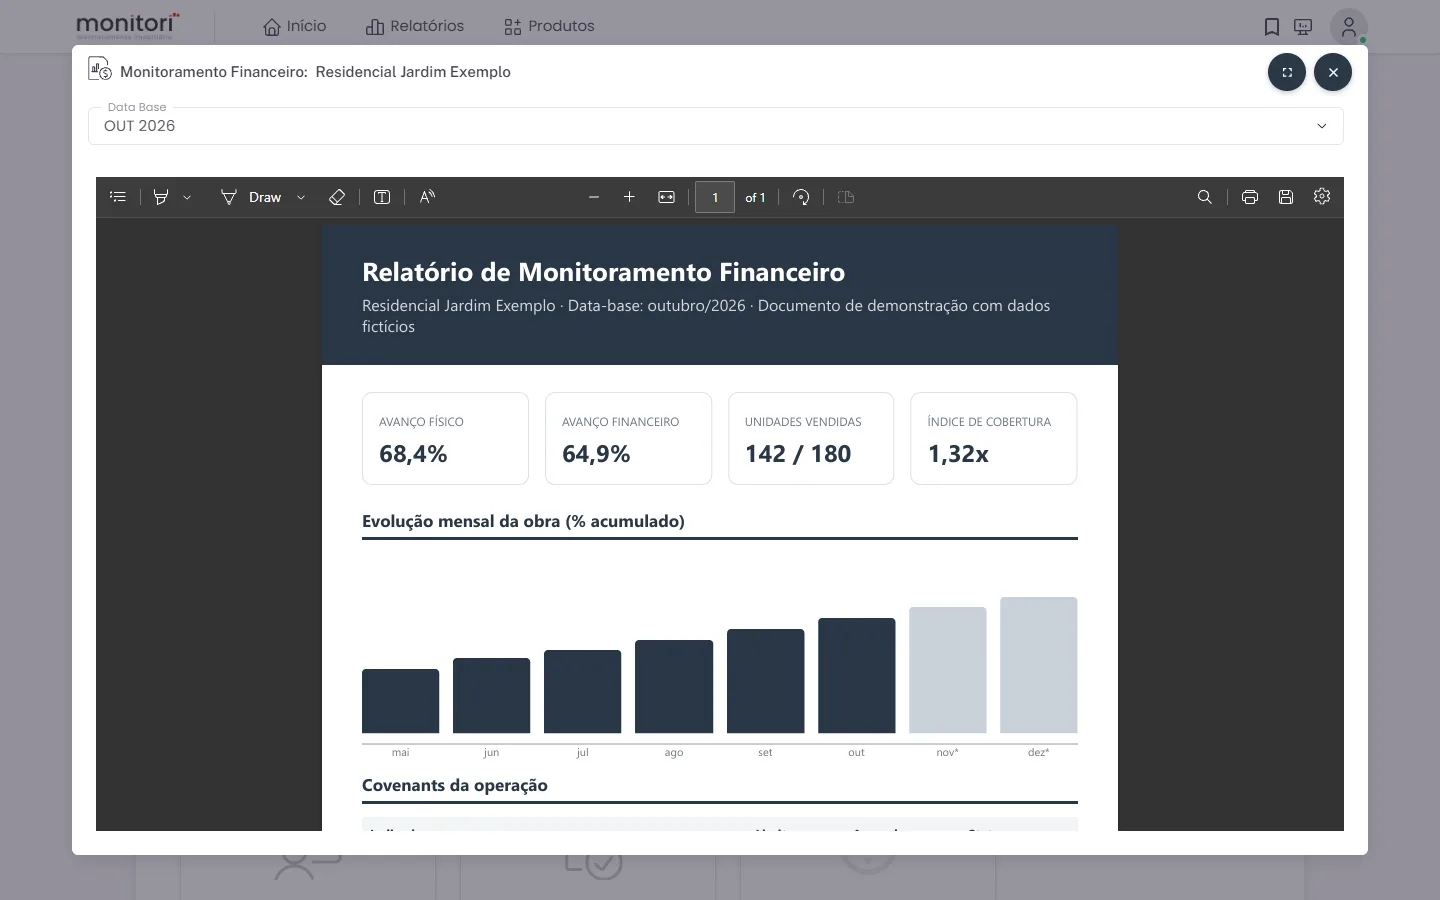 monitori
Início
Relatórios
Produtos
Monitoramento Financeiro: Residencial Jardim Exemplo
Data Base
OUT 2026
Draw
1
of 1
Relatório de Monitoramento Financeiro
Residencial Jardim Exemplo · Data-base: outubro/2026 · Documento de demonstração com dados
fictícios
AVANÇO FÍSICO
68,4%
AVANÇO FINANCEIRO
64,9%
UNIDADES VENDIDAS
142 / 180
ÍNDICE DE COBERTURA
1,32x
Evolução mensal da obra (% acumulado)
mai
jun
jul
ago
set
out
nov*
dez*
Covenants da operação